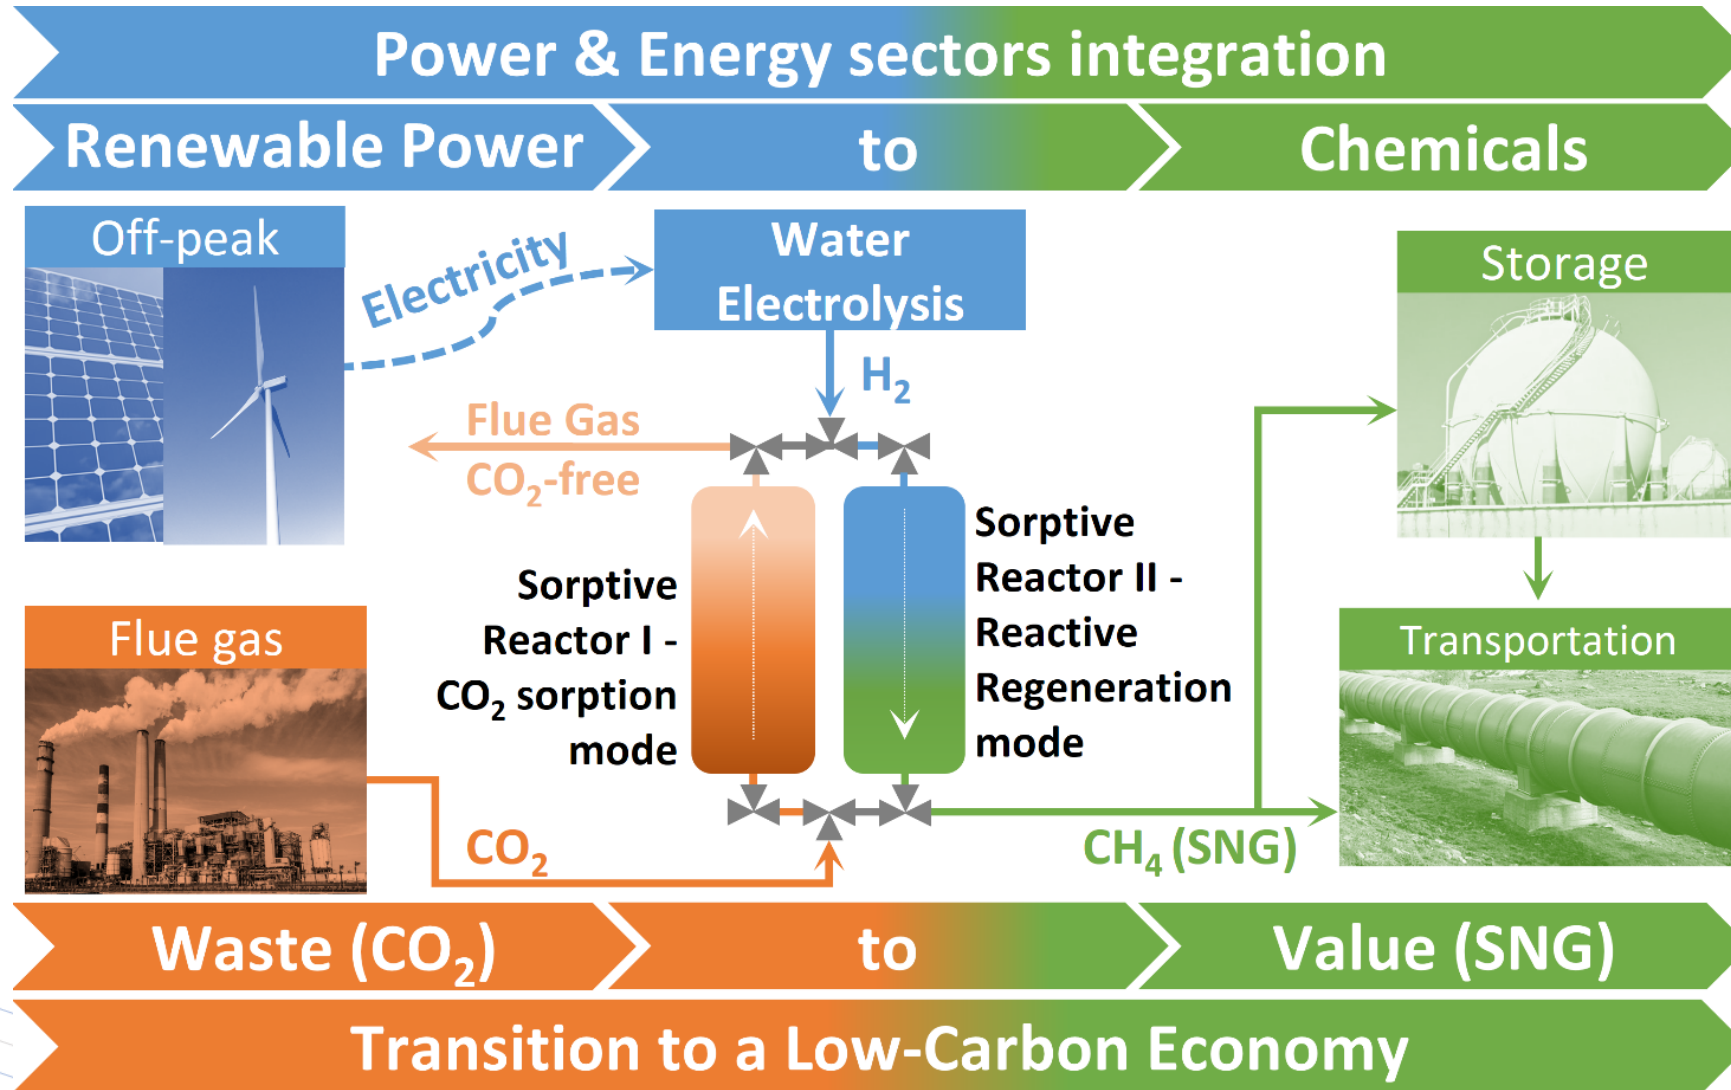 Power & Energy sectors integration
Renewable Power
to
Chemicals
Off-peak
Electricity
Water
Electrolysis
H₂
Storage
Flue Gas
CO₂-free
Sorptive
Reactor I -
CO₂ sorption
mode
Sorptive
Reactor II -
Reactive
Regeneration
mode
Flue gas
Transportation
CO₂
CH₄ (SNG)
Waste (CO₂)
to
Value (SNG)
Transition to a Low-Carbon Economy